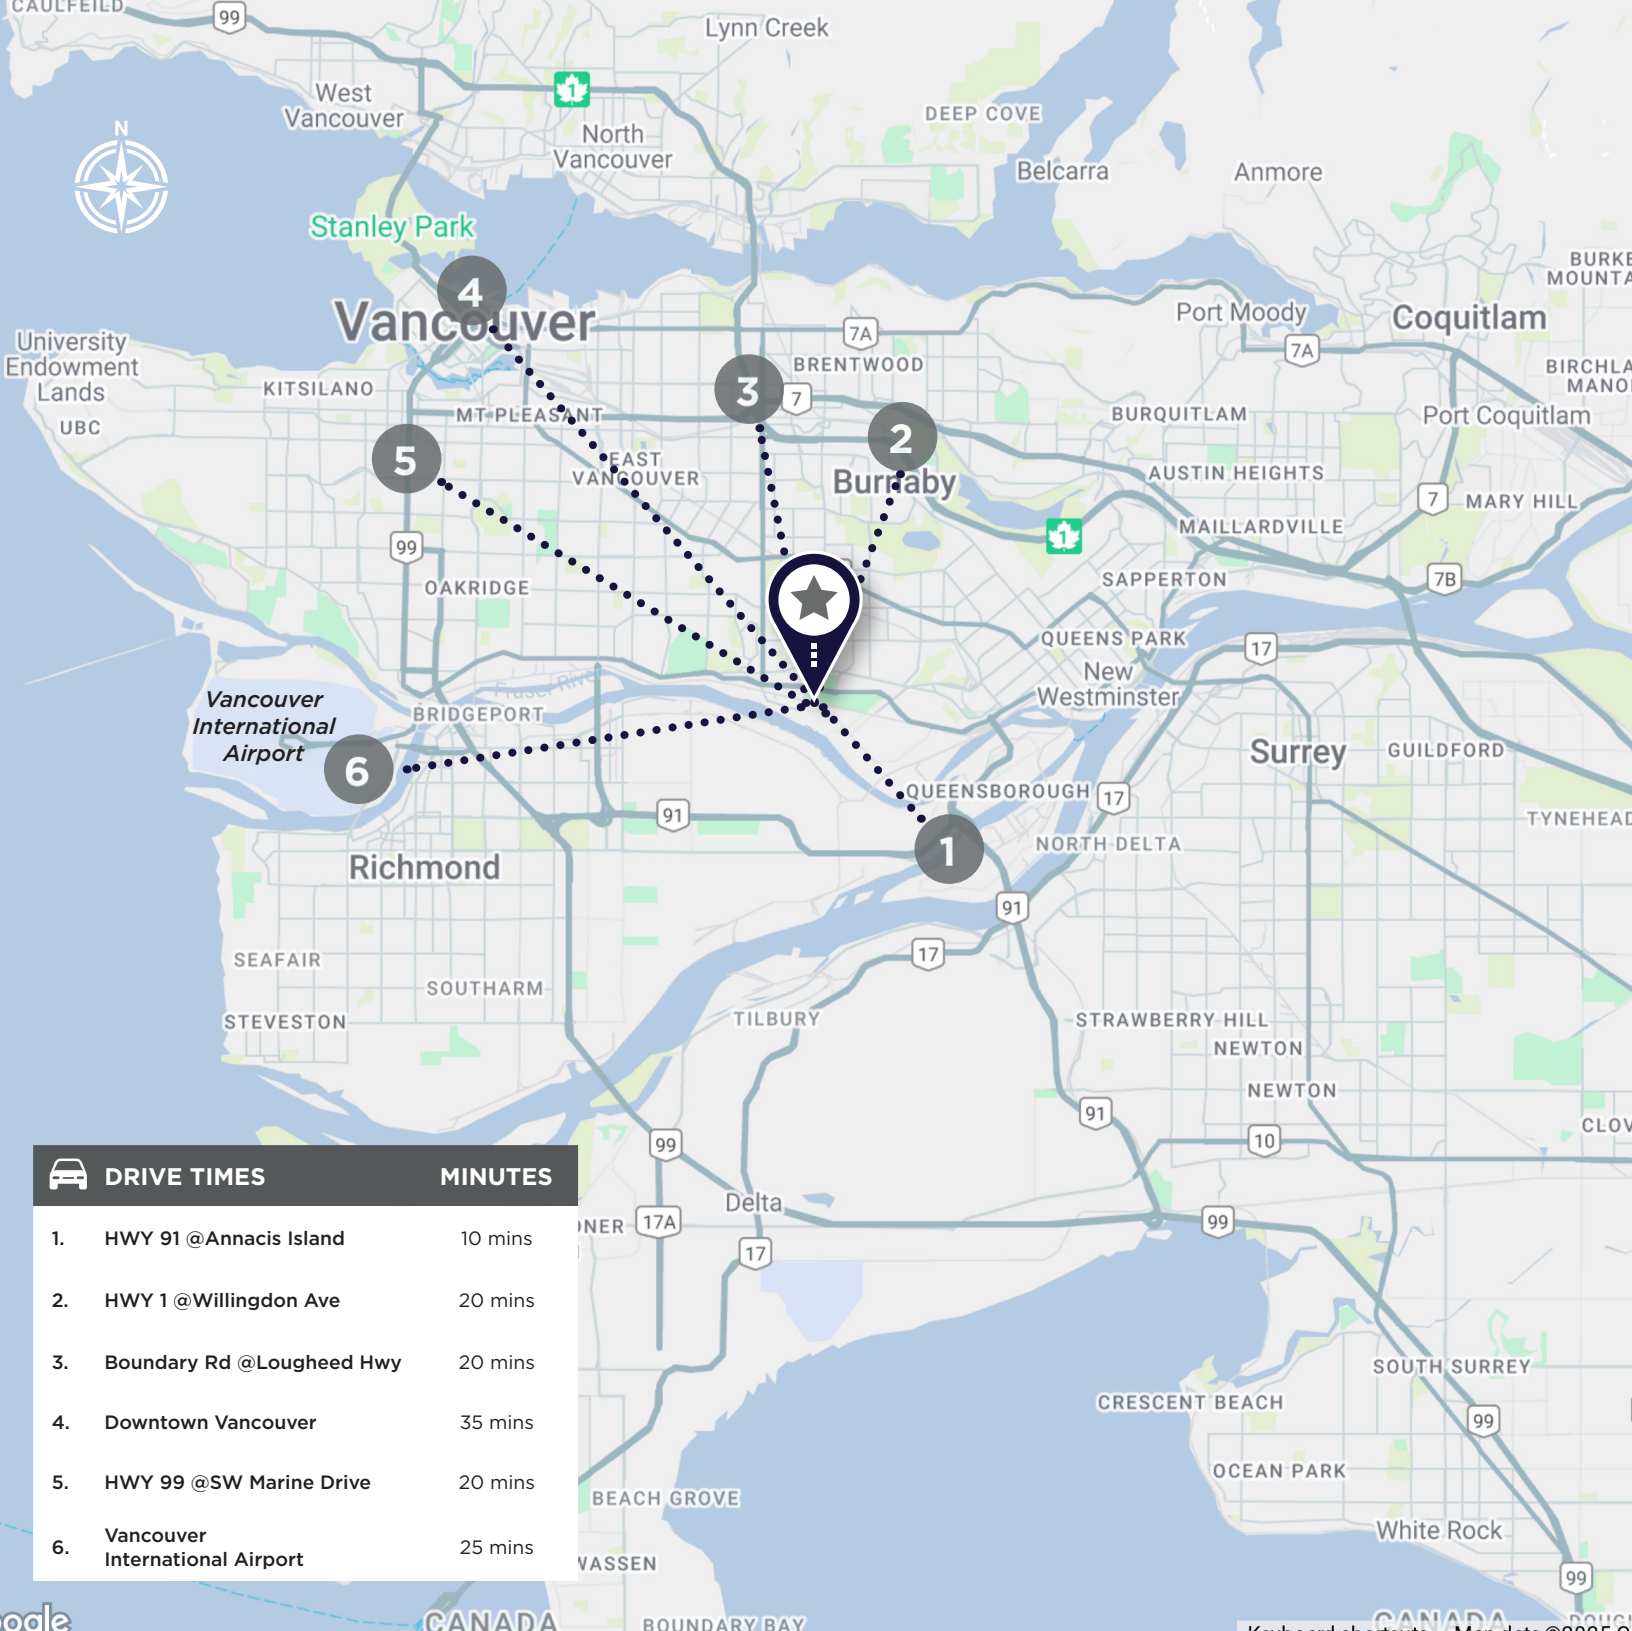 CAULFEILD
99
Lynn Creek
West
Vancouver
1
North
Vancouver
DEEP COVE
Belcarra
Anmore
N
Stanley Park
BURKE
MOUNTA
4
Vancouver
University
Endowment
Lands
UBC
KITSILANO
7A
BRENTWOOD
Port Moody
7A
Coquitlam
BIRCHLA
MANO
3
7
2
MT PLEASANT
BURQUITLAM
Port Coquitlam
5
EAST
VANCOUVER
Burnaby
AUSTIN HEIGHTS
7
MARY HILL
99
1
MAILLARDVILLE
OAKRIDGE
SAPPERTON
7B
QUEENS PARK
17
New
Westminster
Fraser River
Vancouver
International
Airport
BRIDGEPORT
6
Surrey
GUILDFORD
QUEENSBOROUGH
17
91
TYNEHEAD
1
NORTH DELTA
Richmond
91
17
SEAFAIR
SOUTHARM
STEVESTON
TILBURY
STRAWBERRY HILL
NEWTON
NEWTON
91
CLOV
10
99
Delta
17A
NER
17
99
DRIVE TIMES MINUTES
1. HWY 91 @Annacis Island 10 mins
2. HWY 1 @Willingdon Ave 20 mins
3. Boundary Rd @Lougheed Hwy 20 mins
4. Downtown Vancouver 35 mins
5. HWY 99 @SW Marine Drive 20 mins
6. Vancouver
International Airport 25 mins
SOUTH SURREY
CRESCENT BEACH
99
OCEAN PARK
BEACH GROVE
White Rock
WASSEN
99
CANADA
BOUNDARY BAY
CANADA
ogle